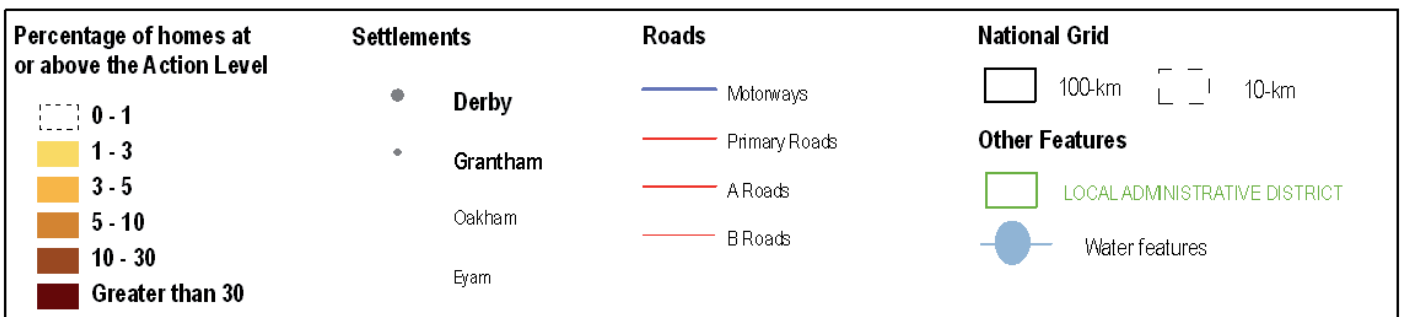 Percentage of homes at
or above the Action Level
0 - 1
1 - 3
3 - 5
5 - 10
10 - 30
Greater than 30
Settlements
Derby
Grantham
Oakham
Eyam
Roads
Motorways
Primary Roads
A Roads
B Roads
National Grid
100-km
10-km
Other Features
LOCAL ADMINISTRATIVE DISTRICT
Water features